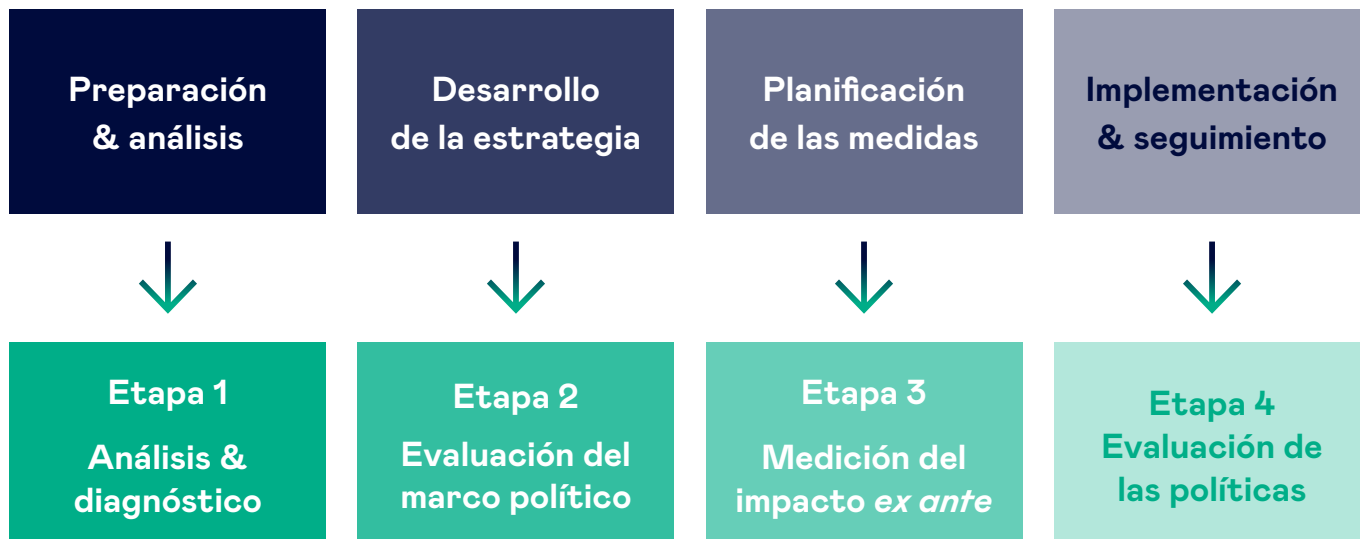 Preparación
& análisis
Desarrollo
de la estrategia
Planificación
de las medidas
Implementación
& seguimiento
Etapa 1
Análisis &
diagnóstico
Etapa 2
Evaluación del
marco político
Etapa 3
Medición del
impacto ex ante
Etapa 4
Evaluación de
las políticas